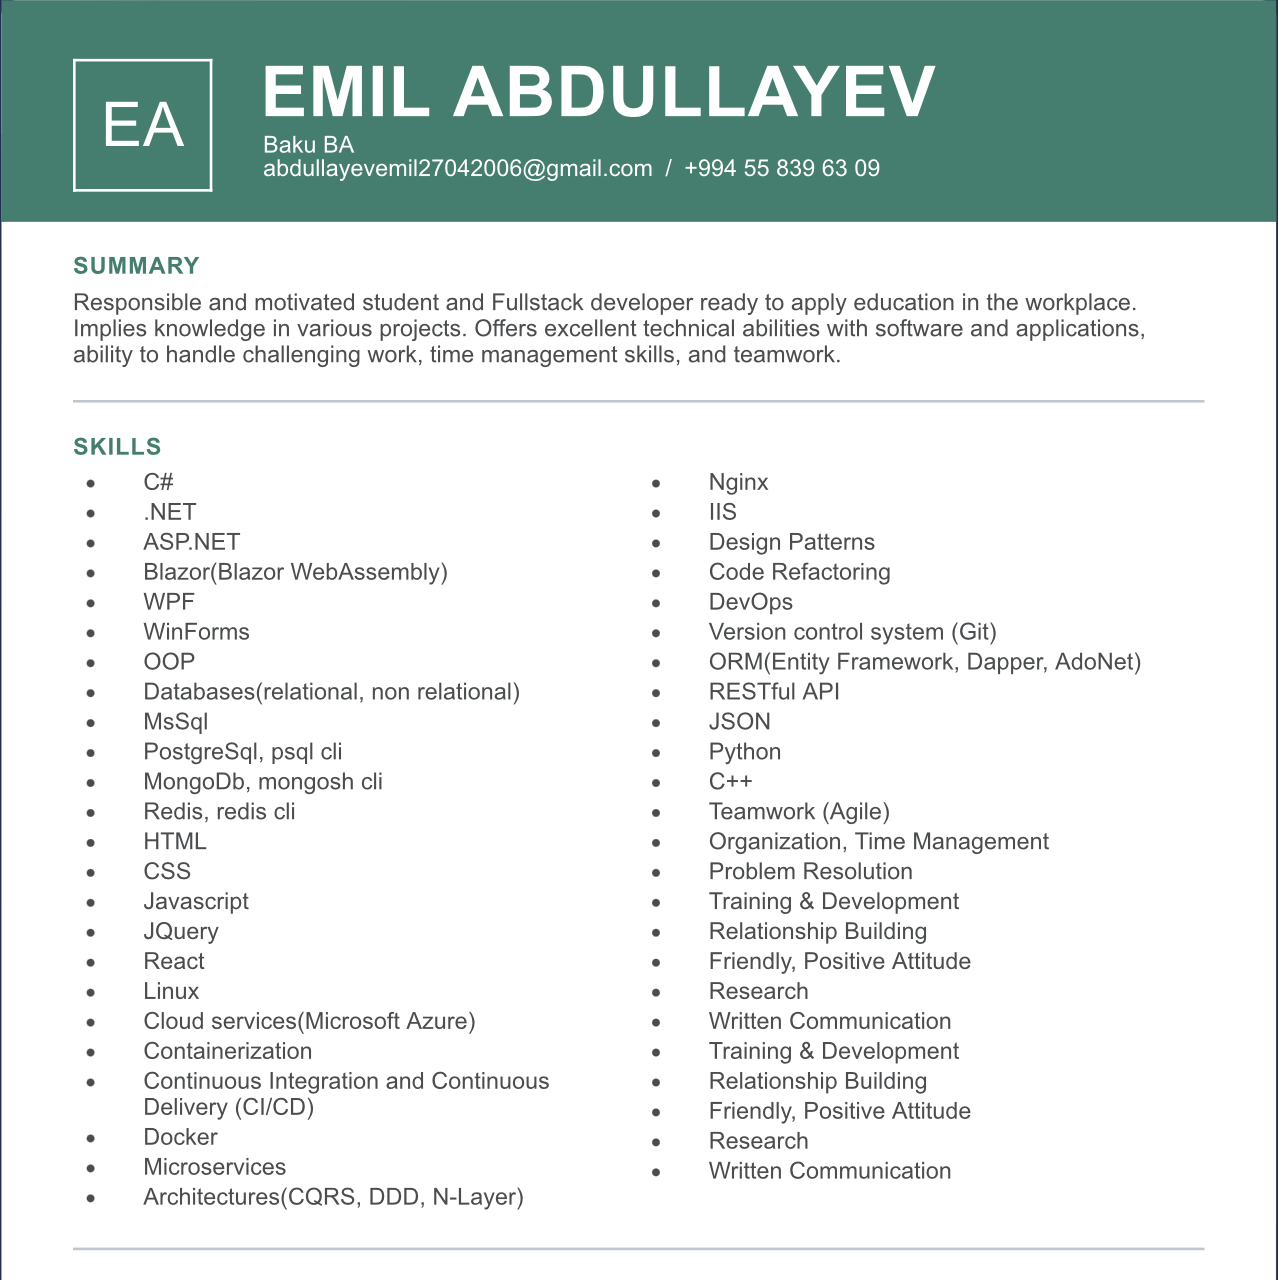 EA
EMIL ABDULLAYEV
Baku BA
abdullayevemil27042006@gmail.com / +994 55 839 63 09
SUMMARY
Responsible and motivated student and Fullstack developer ready to apply education in the workplace.
Implies knowledge in various projects. Offers excellent technical abilities with software and applications,
ability to handle challenging work, time management skills, and teamwork.
SKILLS
• C#
• .NET
• ASP.NET
• Blazor(Blazor WebAssembly)
• WPF
• WinForms
• OOP
• Databases(relational, non relational)
• MsSql
• PostgreSql, psql cli
• MongoDb, mongosh cli
• Redis, redis cli
• HTML
• CSS
• Javascript
• JQuery
• React
• Linux
• Cloud services(Microsoft Azure)
• Containerization
• Continuous Integration and Continuous
Delivery (CI/CD)
• Docker
• Microservices
• Architectures(CQRS, DDD, N-Layer)
• Nginx
• IIS
• Design Patterns
• Code Refactoring
• DevOps
• Version control system (Git)
• ORM(Entity Framework, Dapper, AdoNet)
• RESTful API
• JSON
• Python
• C++
• Teamwork (Agile)
• Organization, Time Management
• Problem Resolution
• Training & Development
• Relationship Building
• Friendly, Positive Attitude
• Research
• Written Communication
• Training & Development
• Relationship Building
• Friendly, Positive Attitude
• Research
• Written Communication